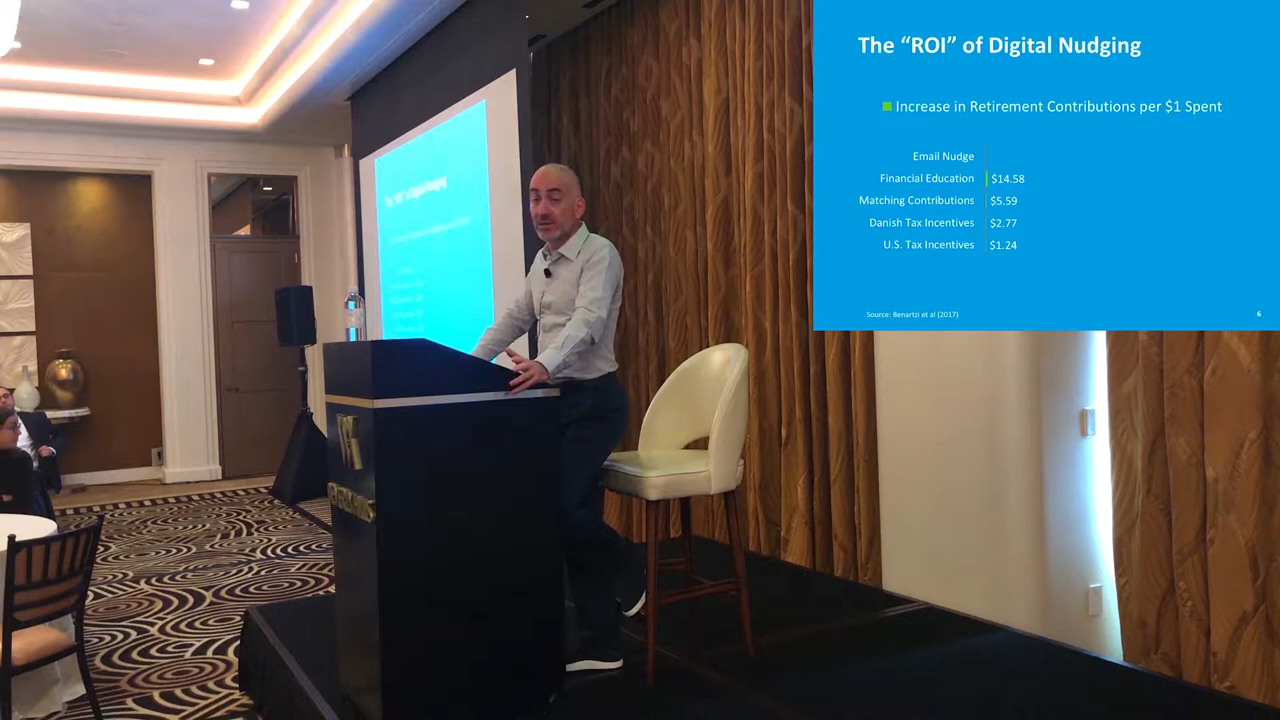 The “ROI” of Digital Nudging
Increase in Retirement Contributions per $1 Spent
Email Nudge
Financial Education $14.58
Matching Contributions $5.59
Danish Tax Incentives $2.77
U.S. Tax Incentives $1.24
Source: Benartzi et al (2017)
6